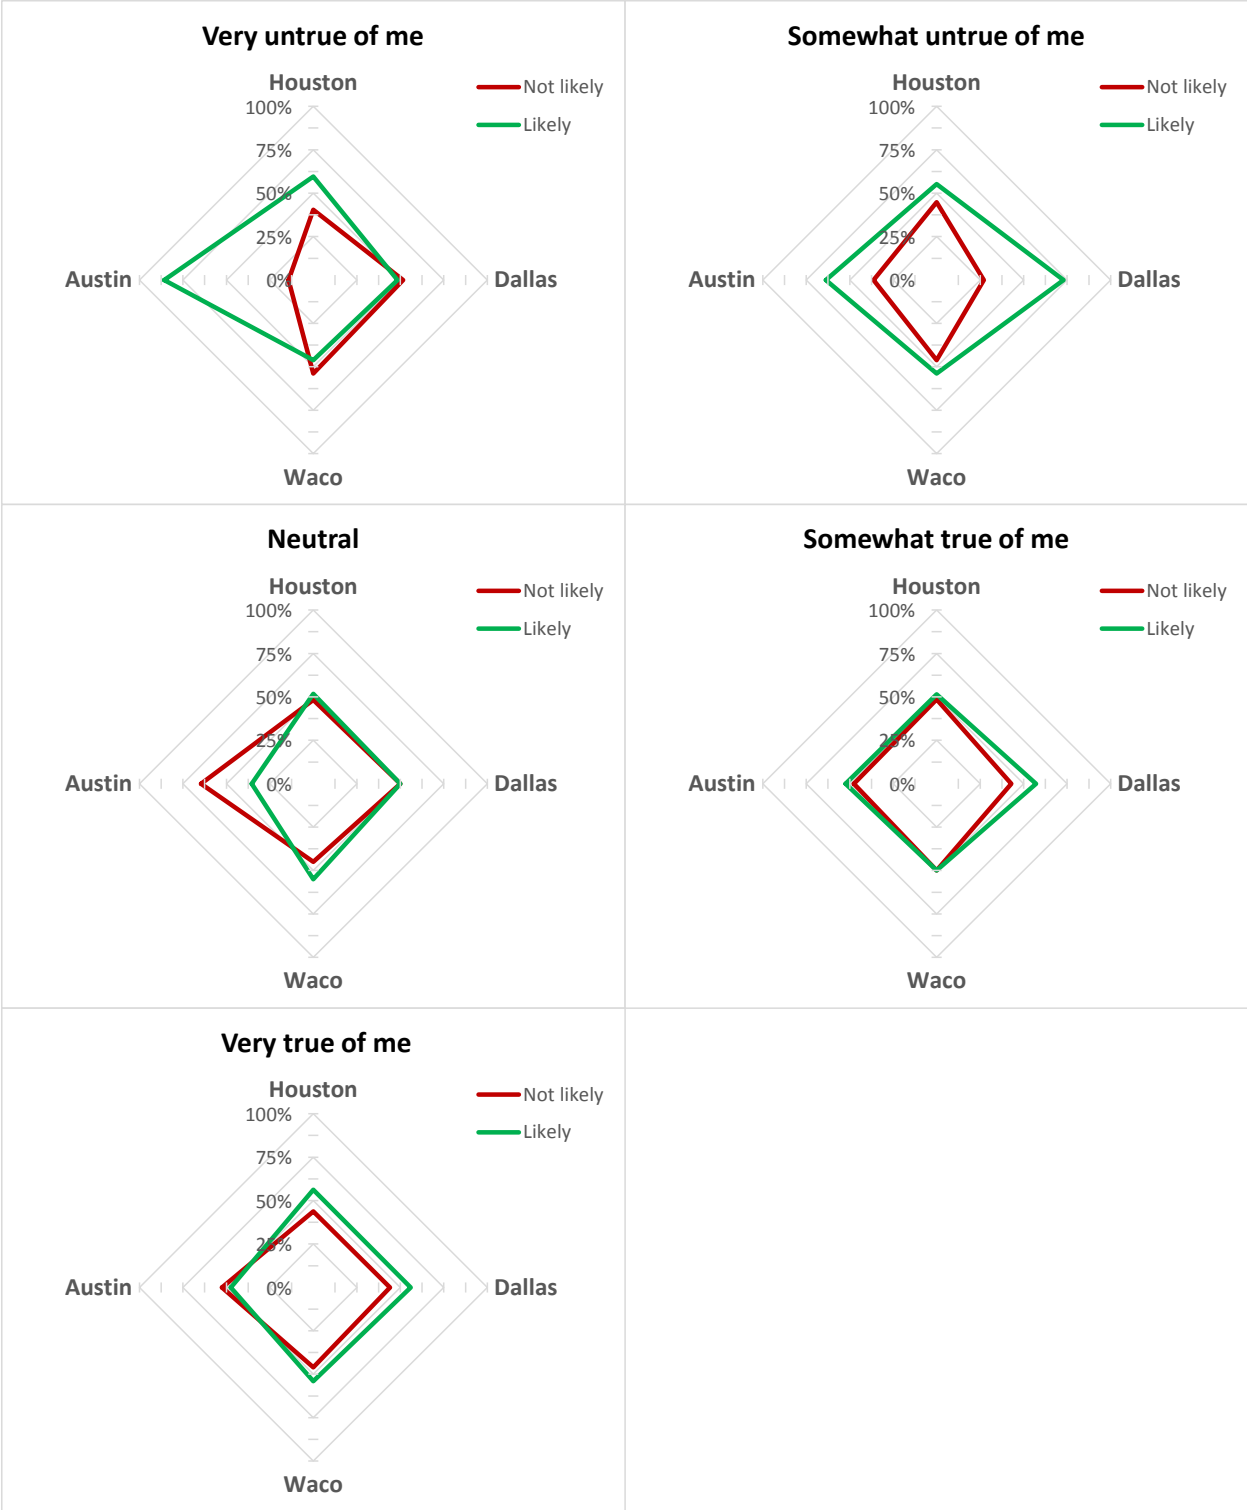 Very untrue of me
Houston
Not likely
Likely
100%
75%
50%
25%
0%
Austin
Dallas
Waco
Somewhat untrue of me
Houston
Not likely
Likely
100%
75%
50%
25%
0%
Austin
Dallas
Waco
Neutral
Houston
Not likely
Likely
100%
75%
50%
25%
0%
Austin
Dallas
Waco
Somewhat true of me
Houston
Not likely
Likely
100%
75%
50%
25%
0%
Austin
Dallas
Waco
Very true of me
Houston
Not likely
Likely
100%
75%
50%
25%
0%
Austin
Dallas
Waco